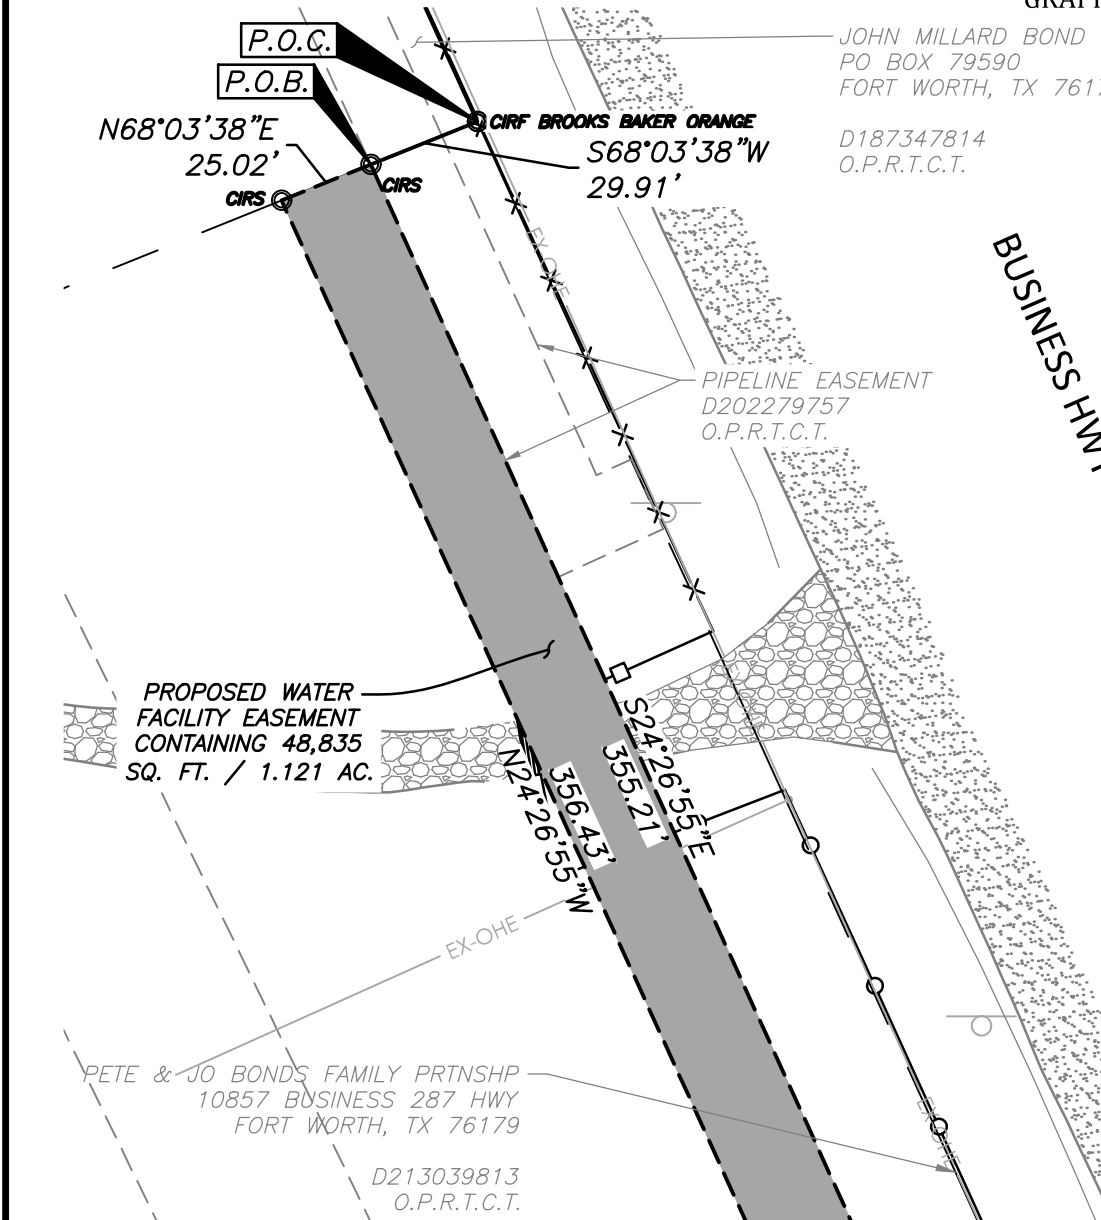 P.O.C.
P.O.B.
N68°03'38"E
25.02'
CIRS
CIRS
CIRF BROOKS BAKER ORANGE
S68°03'38"W
29.91'
JOHN MILLARD BOND
PO BOX 79590
FORT WORTH, TX 7617
D187347814
O.P.R.T.C.T.
BUSINESS HWY
EX-OHE
PIPELINE EASEMENT
D202279757
O.P.R.T.C.T.
PROPOSED WATER
FACILITY EASEMENT
CONTAINING 48,835
SQ. FT. / 1.121 AC.
S24°26'55"E
355.21'
356.43'
N24°26'55"W
EX-OHE
PETE & JO BONDS FAMILY PRTNSHP
10857 BUSINESS 287 HWY
FORT WORTH, TX 76179
D213039813
O.P.R.T.C.T.
EX-OHE